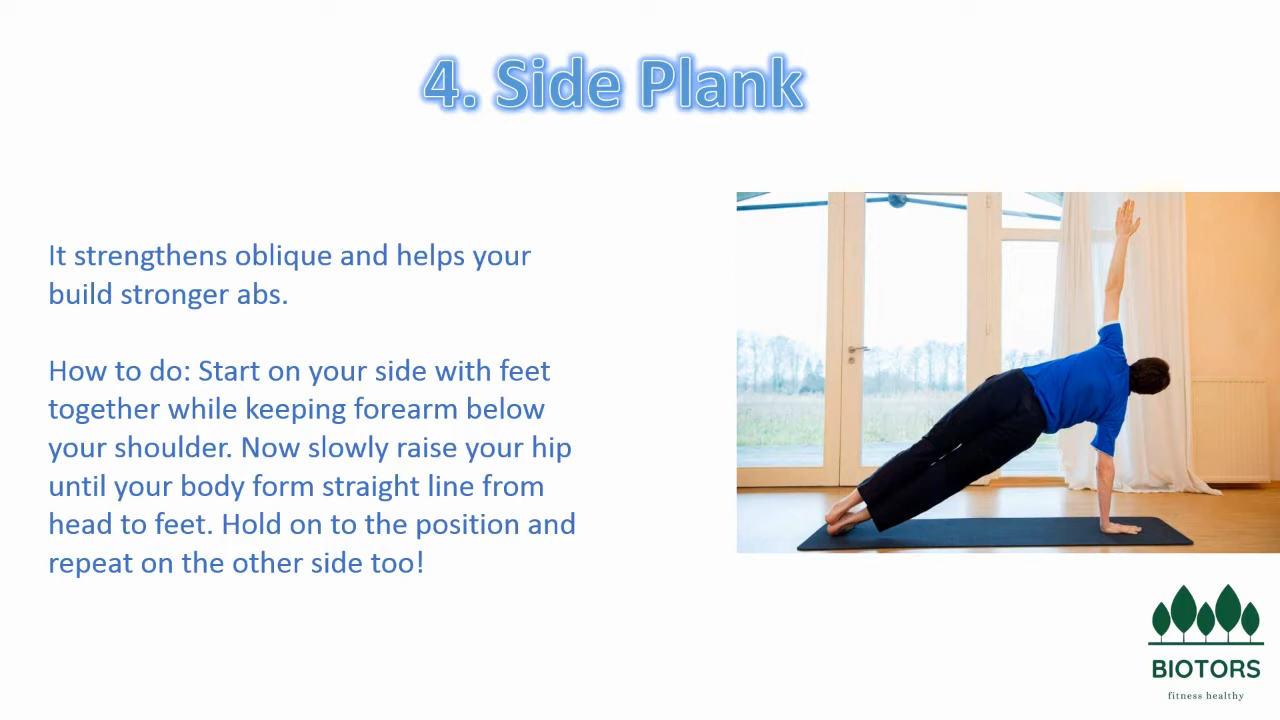 4. Side Plank
It strengthens oblique and helps your
build stronger abs.
How to do: Start on your side with feet
together while keeping forearm below
your shoulder. Now slowly raise your hip
until your body form straight line from
head to feet. Hold on to the position and
repeat on the other side too!
BIOTORS
fitness healthy